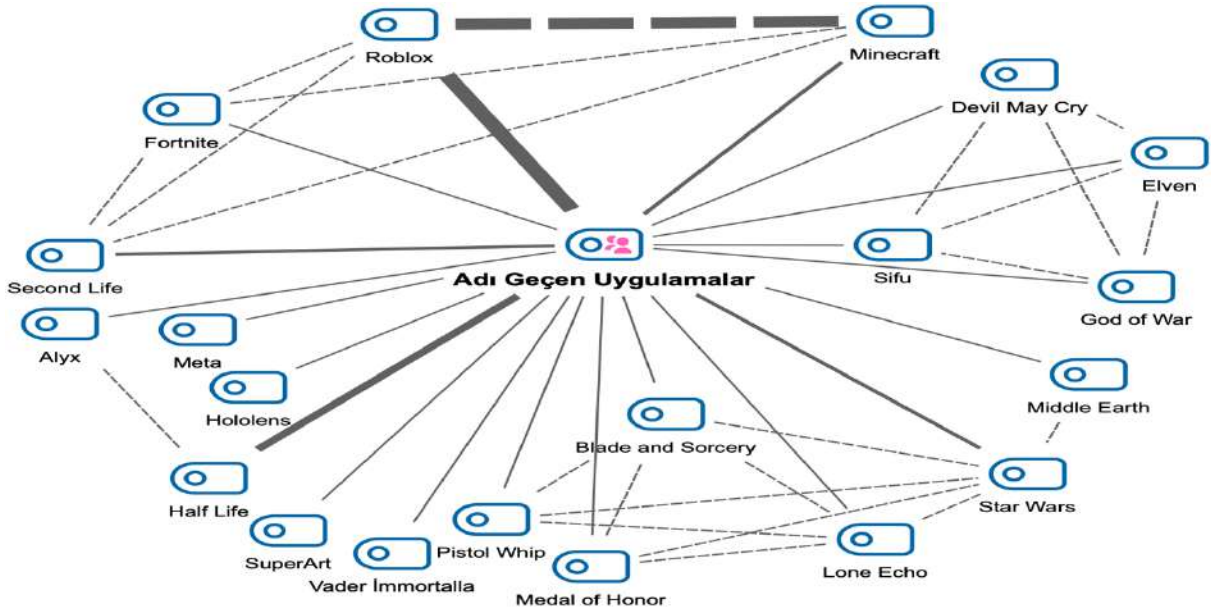 Roblox
Minecraft
Devil May Cry
Fortnite
Elven
Adı Geçen Uygulamalar
Sifu
Second Life
God of War
Alyx
Meta
Hololens
Middle Earth
Blade and Sorcery
Half Life
Star Wars
SuperArt
Pistol Whip
Vader İmmortalla
Lone Echo
Medal of Honor